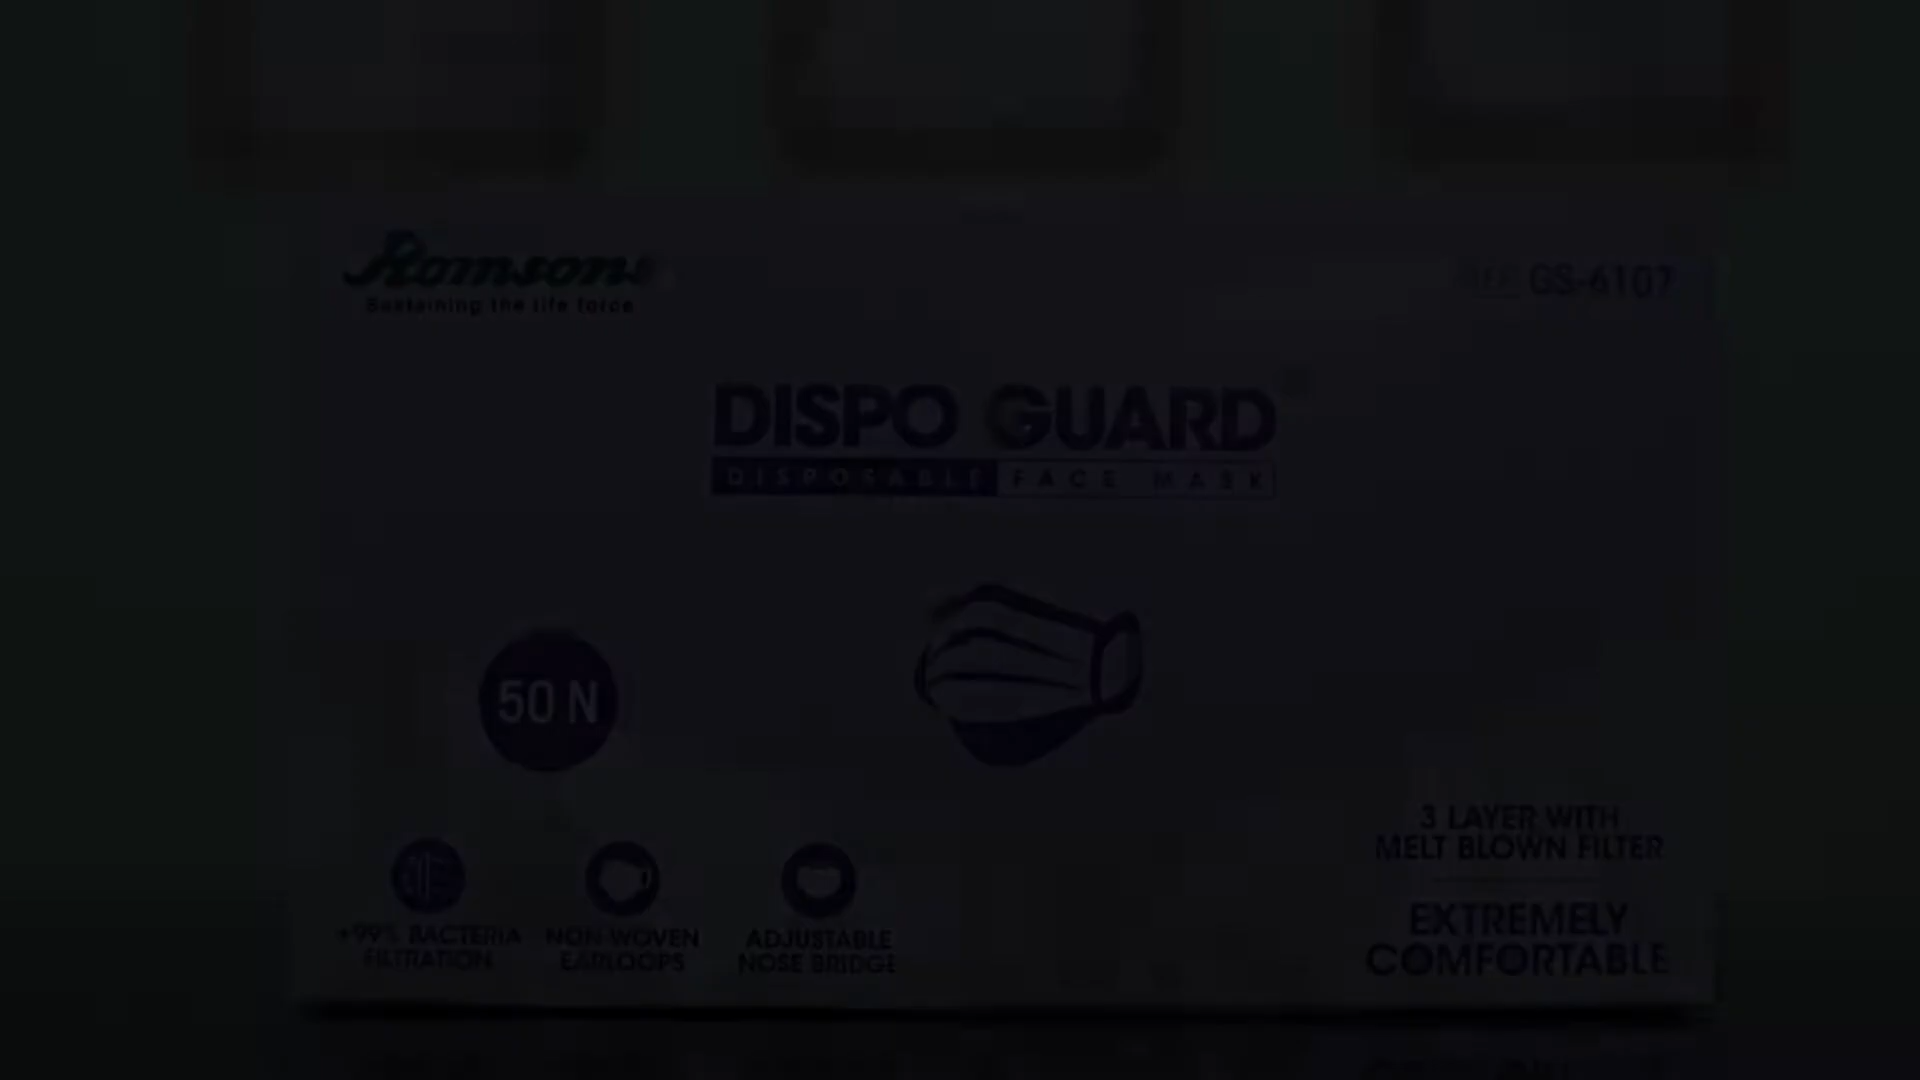 Romsons
Sustaining the life force
REF GS-6107
DISPO GUARD
DISPOSABLE FACE MASK
50 N
+99% BACTERIA
FILTRATION
NON WOVEN
EARLOOPS
ADJUSTABLE
NOSE BRIDGE
3 LAYER WITH
MELT BLOWN FILTER
EXTREMELY
COMFORTABLE